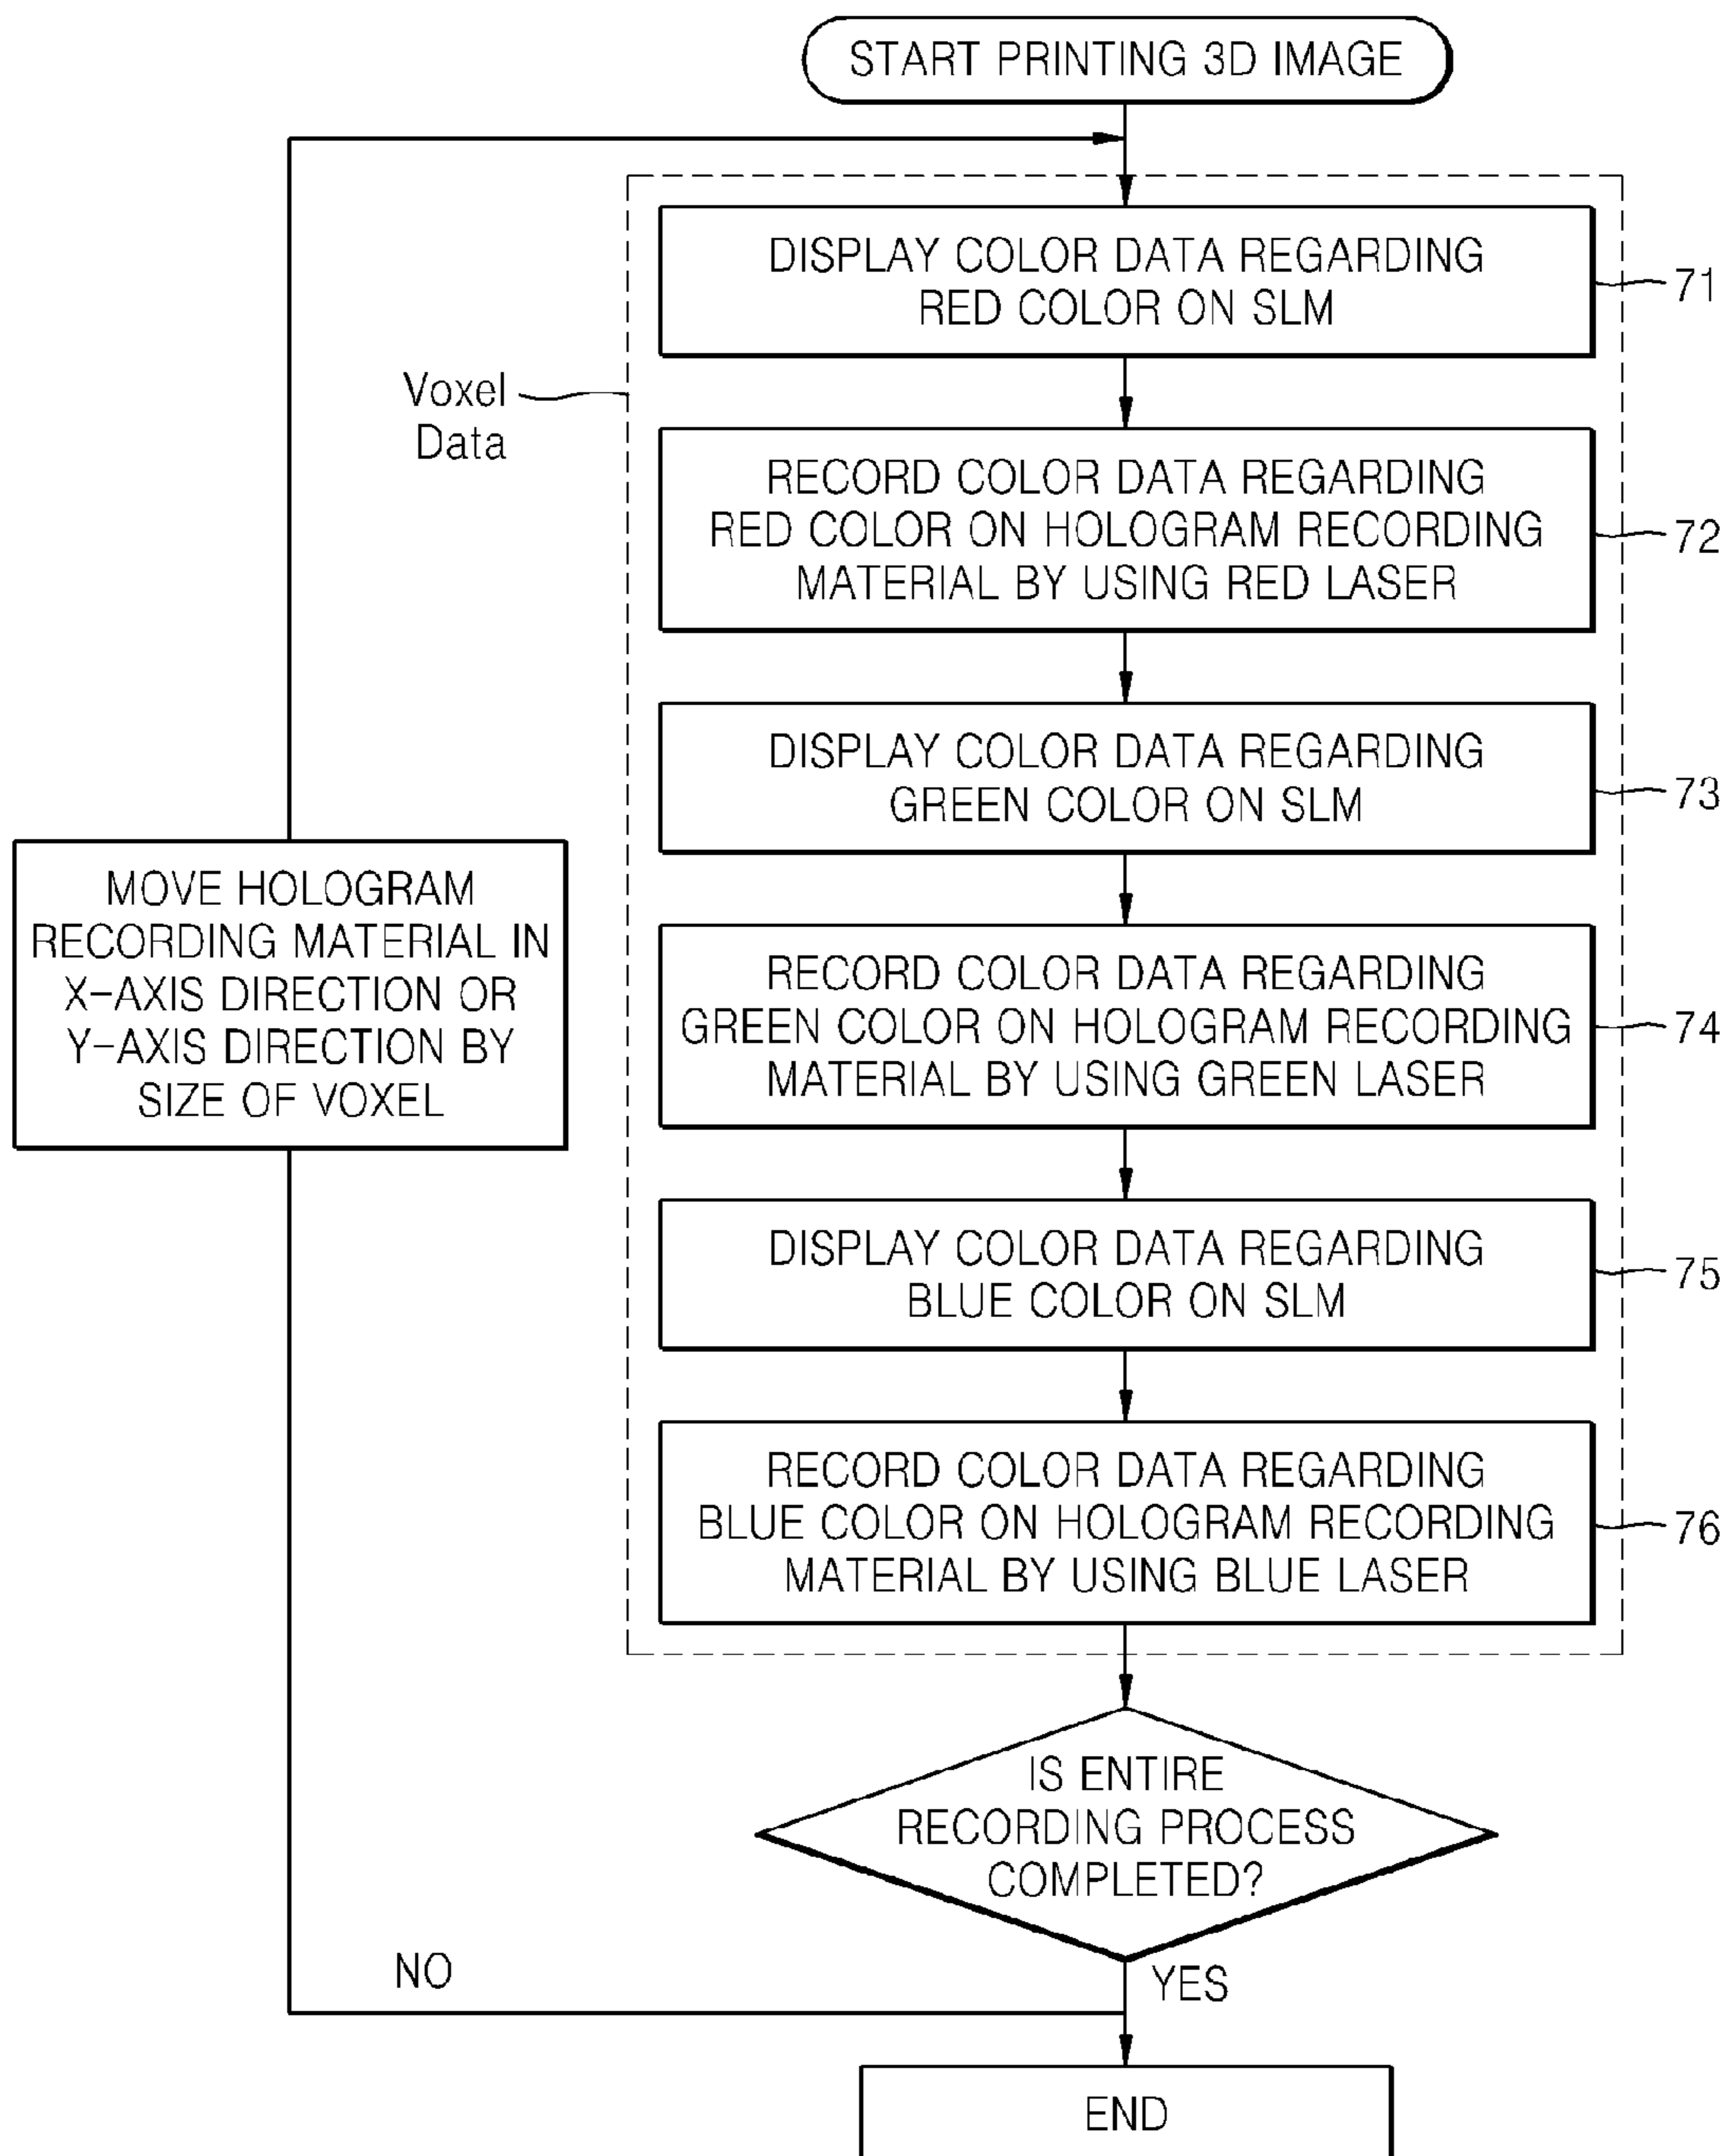 START PRINTING 3D IMAGE
DISPLAY COLOR DATA REGARDING
RED COLOR ON SLM
71
Voxel
Data
RECORD COLOR DATA REGARDING
RED COLOR ON HOLOGRAM RECORDING
MATERIAL BY USING RED LASER
72
DISPLAY COLOR DATA REGARDING
GREEN COLOR ON SLM
73
MOVE HOLOGRAM
RECORDING MATERIAL IN
X-AXIS DIRECTION OR
Y-AXIS DIRECTION BY
SIZE OF VOXEL
RECORD COLOR DATA REGARDING
GREEN COLOR ON HOLOGRAM RECORDING
MATERIAL BY USING GREEN LASER
74
DISPLAY COLOR DATA REGARDING
BLUE COLOR ON SLM
75
RECORD COLOR DATA REGARDING
BLUE COLOR ON HOLOGRAM RECORDING
MATERIAL BY USING BLUE LASER
76
IS ENTIRE
RECORDING PROCESS
COMPLETED?
NO
YES
END